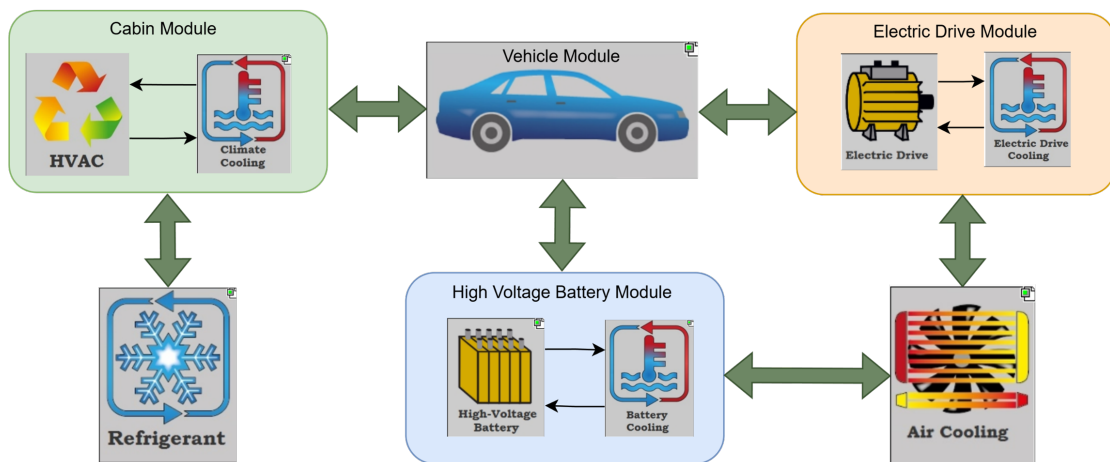 Cabin Module
HVAC
Climate
Cooling
Vehicle Module
Electric Drive Module
Electric Drive
Electric Drive
Cooling
Refrigerant
High Voltage Battery Module
High-Voltage
Battery
Battery
Cooling
Air Cooling